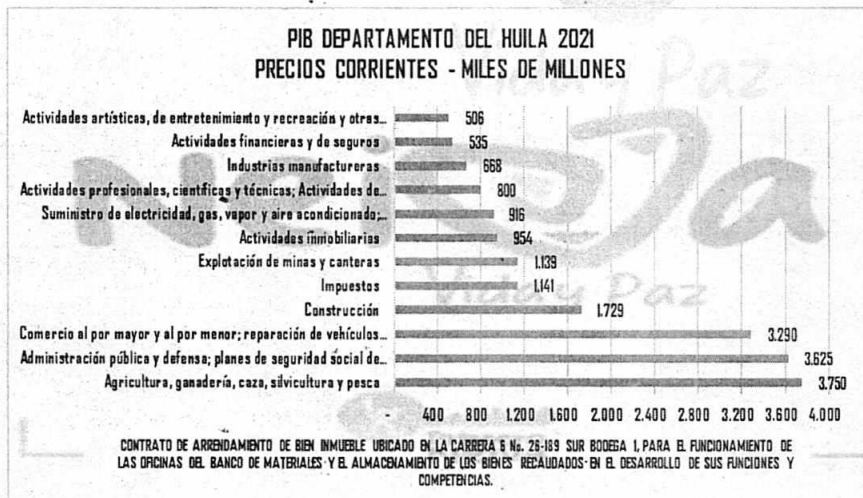 PIB DEPARTAMENTO DEL HUILA 2021
PRECIOS CORRIENTES - MILES DE MILLONES
Vida y Paz
Actividades artísticas, de entretenimiento y recreación y otras... 506
Actividades financieras y de seguros 535
Industrias manufactureras 668
Actividades profesionales, científicas y técnicas; Actividades de... 800
Suministro de electricidad, gas, vapor y aire acondicionado;... 916
Actividades inmobiliarias 954
Explotación de minas y canteras 1.139
Impuestos 1.141
Construcción 1.729
Comercio al por mayor y al por menor; reparación de vehículos... 3.290
Administración pública y defensa; planes de seguridad social de... 3.625
Agricultura, ganadería, caza, silvicultura y pesca 3.750
Neiva
Vida y Paz
- 400 800 1.200 1.600 2.000 2.400 2.800 3.200 3.600 4.000
CONTRATO DE ARRENDAMIENTO DE BIEN INMUEBLE UBICADO EN LA CARRERA 5 No. 26-189 SUR BODEGA 1, PARA EL FUNCIONAMIENTO DE
LAS OFICINAS DEL BANCO DE MATERIALES Y EL ALMACENAMIENTO DE LOS BIENES RECAUDADOS EN EL DESARROLLO DE SUS FUNCIONES Y
COMPETENCIAS.